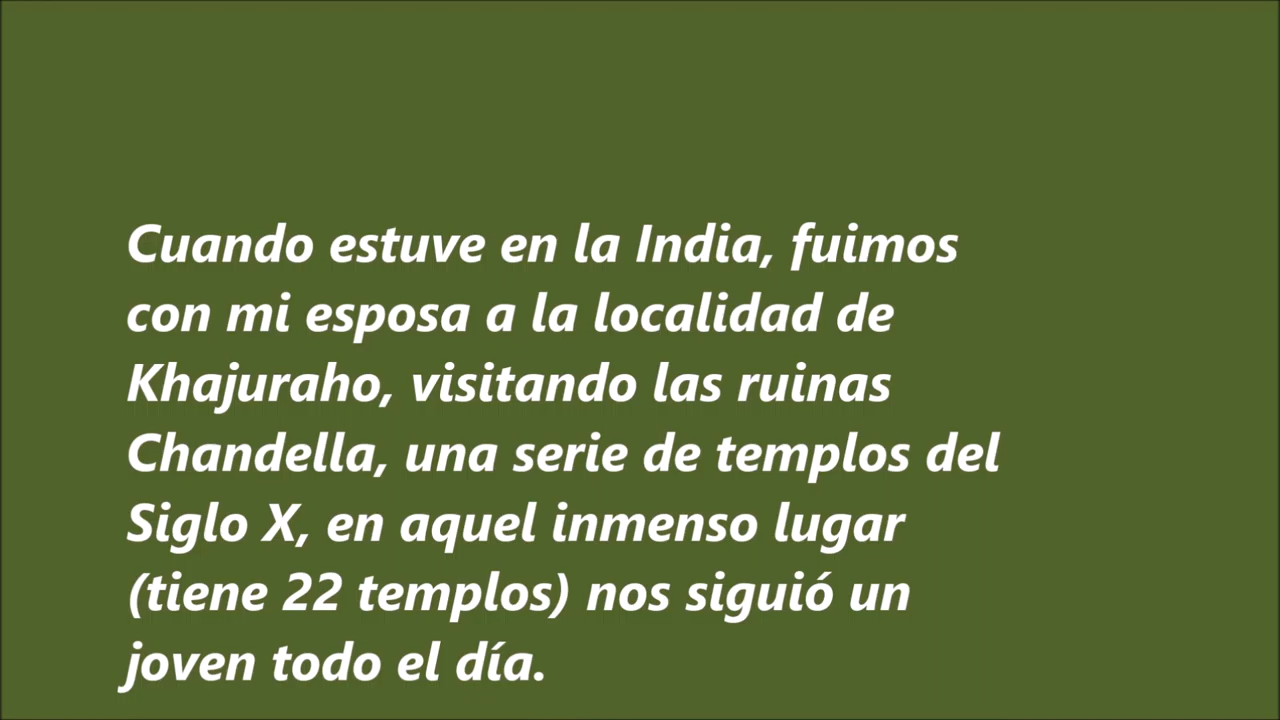 Cuando estuve en la India, fuimos
con mi esposa a la localidad de
Khajuraho, visitando las ruinas
Chandella, una serie de templos del
Siglo X, en aquel inmenso lugar
(tiene 22 templos) nos siguió un
joven todo el día.